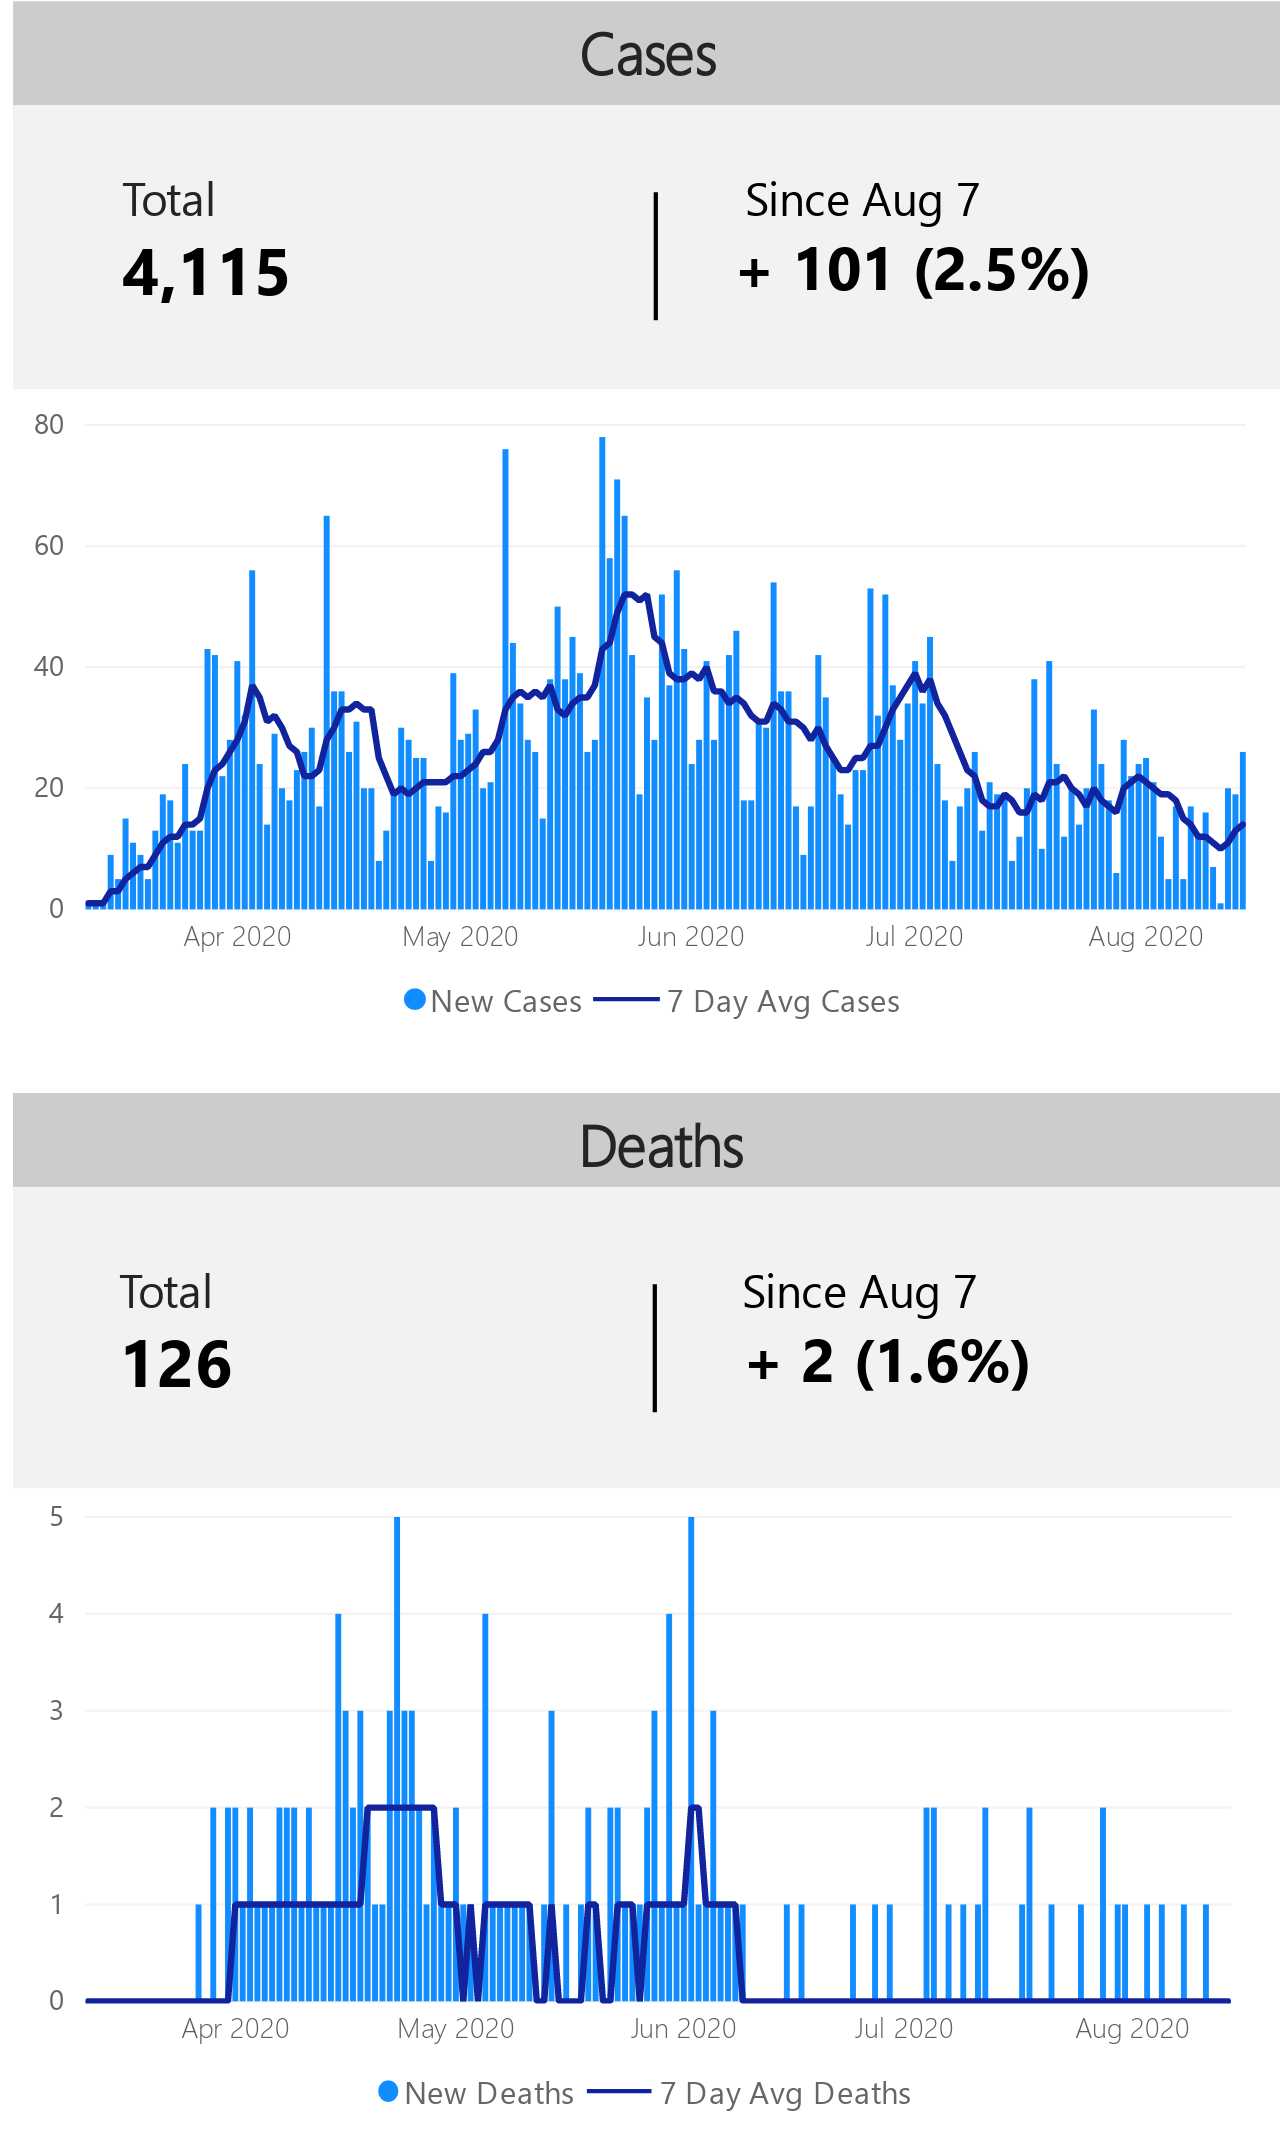 Cases
Total
Since Aug 7
4,115
+ 101 (2.5%)
80
60
40
20
0
Apr 2020
May 2020
Jun 2020
Jul 2020
Aug 2020
New Cases
7 Day Avg Cases
Deaths
Total
Since Aug 7
126
+ 2 (1.6%)
5
4
3
2
1
0
Apr 2020
May 2020
Jun 2020
Jul 2020
Aug 2020
New Deaths
7 Day Avg Deaths